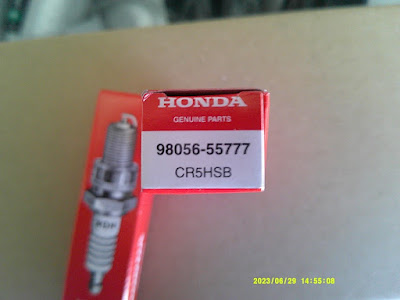 HONDA
GENUINE PARTS
98056-55777
CR5HSB
2023/06/29 14:55:08